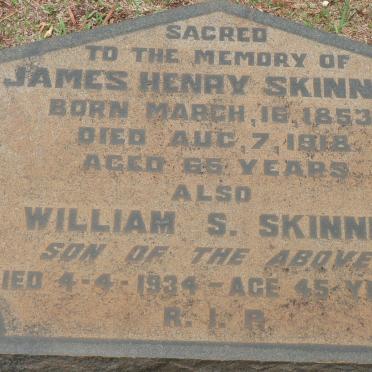 SACRED
TO THE MEMORY OF
JAMES HENRY SKINN
BORN MARCH, 16, 1853
DIED AUG, 7, 1918
AGED 65 YEARS
ALSO
WILLIAM S. SKINN
SON OF THE ABOVE
IED 4-4-1934-AGE 45 YE
R. I. P.